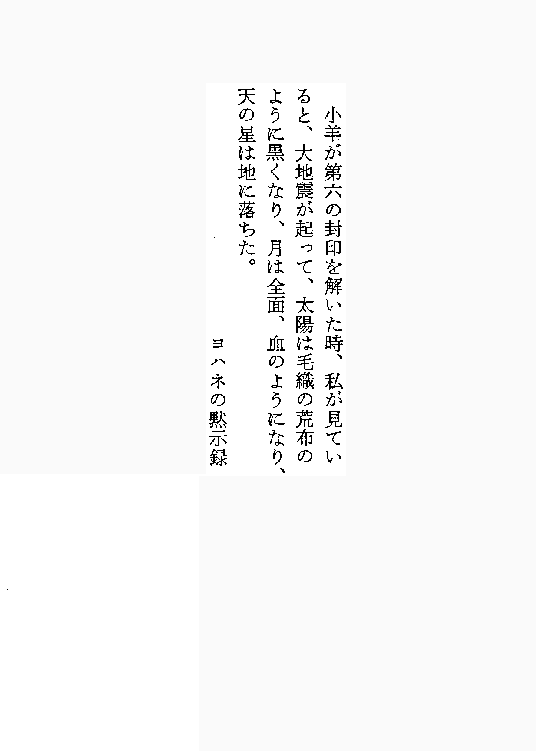 小羊が第六の封印を解いた時、私が見てい
ると、大地震が起って、太陽は毛織の荒布の
ように黒くなり、月は全面、血のようになり、
天の星は地に落ちた。
ヨハネの黙示録